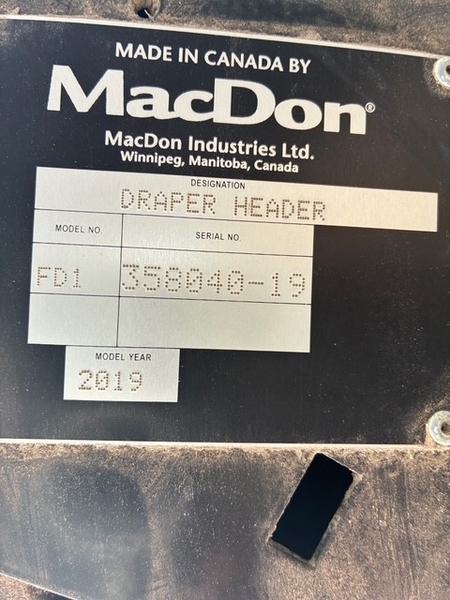 MADE IN CANADA BY
MacDon®
MacDon Industries Ltd.
Winnipeg, Manitoba, Canada
DESIGNATION
DRAPER HEADER
MODEL NO. SERIAL NO.
FD1 358040-19
MODEL YEAR
2019